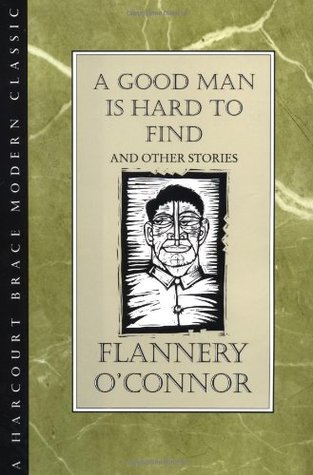 A HARCOURT BRACE MODERN CLASSIC
A GOOD MAN
IS HARD TO
FIND
AND OTHER STORIES
FLANNERY
O'CONNOR